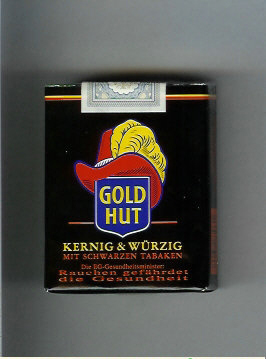 GOLD
HUT
KERNIG & WÜRZIG
MIT SCHWARZEN TABAKEN
Die EG-Gesundheitsminister:
Rauchen gefährdet
die Gesundheit